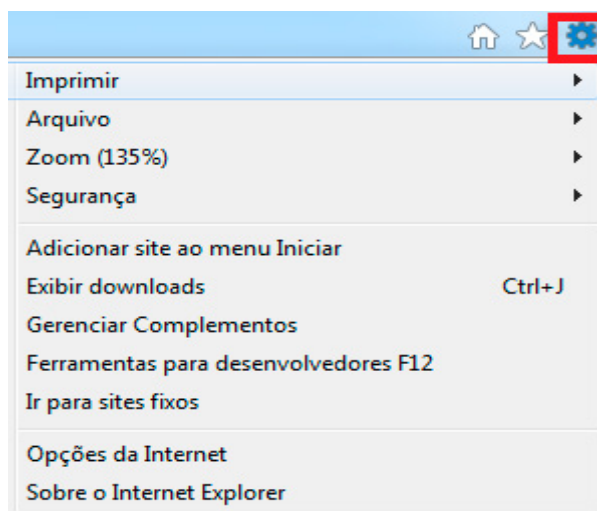 Imprimir
Arquivo
Zoom (135%)
Segurança
Adicionar site ao menu Iniciar
Exibir downloads Ctrl+J
Gerenciar Complementos
Ferramentas para desenvolvedores F12
Ir para sites fixos
Opções da Internet
Sobre o Internet Explorer